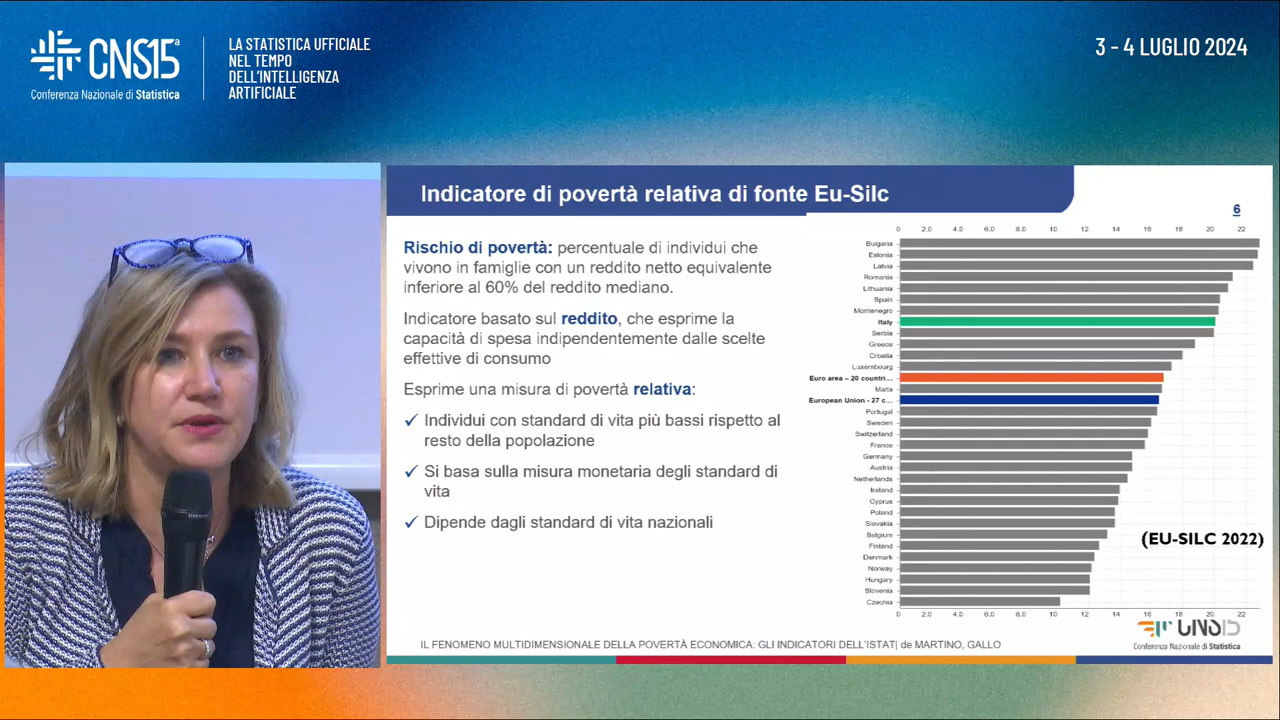 CNS15ª
Conferenza Nazionale di Statistica
LA STATISTICA UFFICIALE
NEL TEMPO
DELL'INTELLIGENZA
ARTIFICIALE
3 - 4 LUGLIO 2024
Indicatore di povertà relativa di fonte Eu-Silc
6
Rischio di povertà: percentuale di individui che
vivono in famiglie con un reddito netto equivalente
inferiore al 60% del reddito mediano.
Indicatore basato sul reddito, che esprime la
capacità di spesa indipendentemente dalle scelte
effettive di consumo
Esprime una misura di povertà relativa:
✓ Individui con standard di vita più bassi rispetto al
resto della popolazione
✓ Si basa sulla misura monetaria degli standard di
vita
✓ Dipende dagli standard di vita nazionali
0 2.0 4.0 6.0 8.0 10 12 14 16 18 20 22
Bulgaria
Estonia
Latvia
Romania
Lithuania
Spain
Montenegro
Italy
Serbia
Greece
Croatia
Luxembourg
Euro area – 20 countri...
Malta
European Union - 27 c...
Portugal
Sweden
Switzerland
France
Germany
Austria
Netherlands
Ireland
Cyprus
Poland
Slovakia
Belgium
Finland
Denmark
Norway
Hungary
Slovenia
Czechia
0 2.0 4.0 6.0 8.0 10 12 14 16 18 20 22
(EU-SILC 2022)
CNS15
Conferenza Nazionale di Statistica
IL FENOMENO MULTIDIMENSIONALE DELLA POVERTÀ ECONOMICA: GLI INDICATORI DELL'ISTAT| de MARTINO, GALLO